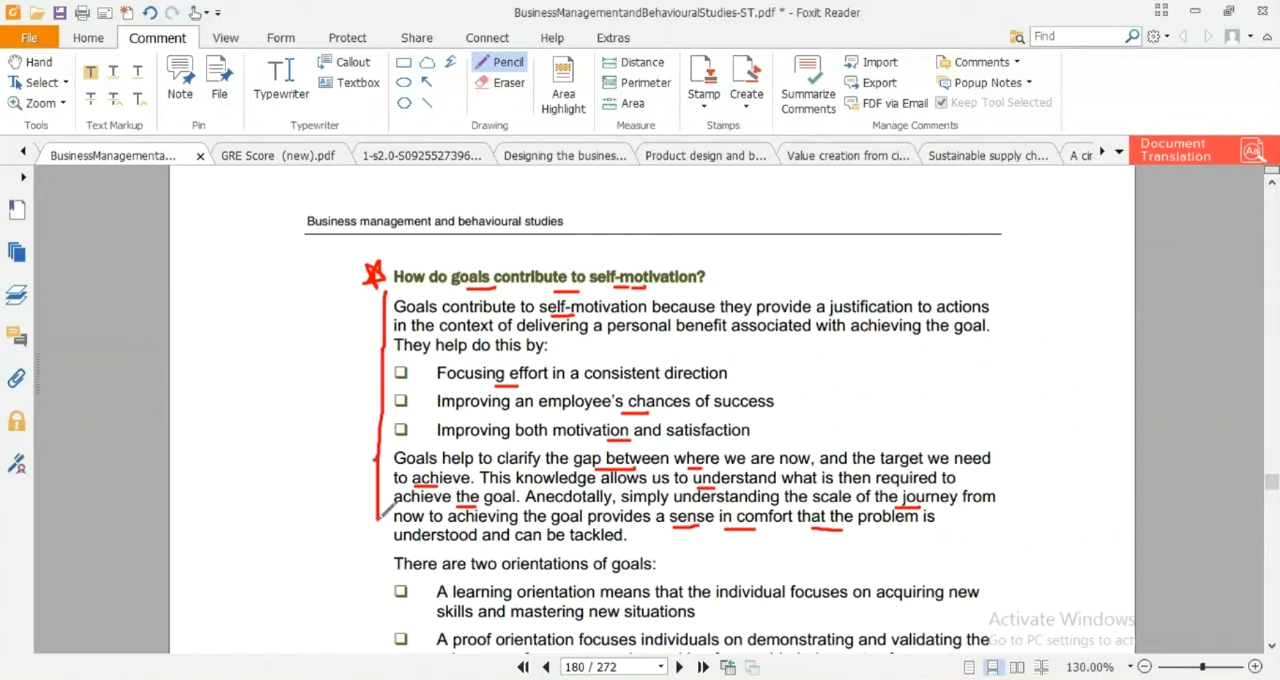 BusinessManagementandBehaviouralStudies-ST.pdf * - Foxit Reader
File Home Comment View Form Protect Share Connect Help Extras Find
Hand Select Zoom Tools
Text Markup
Note File Pin
Typewriter Callout Textbox Typewriter
Pencil Eraser Area Highlight Drawing
Distance Perimeter Area Measure
Stamp Create Stamps
Summarize Comments Import Export FDF via Email Comments Popup Notes Keep Tool Selected Manage Comments
BusinessManagementa... GRE Score (new).pdf 1-s2.0-S0925527396... Designing the busines... Product design and b... Value creation from ci... Sustainable supply ch... A cir
Document Translation
Business management and behavioural studies
How do goals contribute to self-motivation?
Goals contribute to self-motivation because they provide a justification to actions
in the context of delivering a personal benefit associated with achieving the goal.
They help do this by:
Focusing effort in a consistent direction
Improving an employee's chances of success
Improving both motivation and satisfaction
Goals help to clarify the gap between where we are now, and the target we need
to achieve. This knowledge allows us to understand what is then required to
achieve the goal. Anecdotally, simply understanding the scale of the journey from
now to achieving the goal provides a sense in comfort that the problem is
understood and can be tackled.
There are two orientations of goals:
A learning orientation means that the individual focuses on acquiring new
skills and mastering new situations
A proof orientation focuses individuals on demonstrating and validating the
Activate Windows
Go to PC settings to act
180 / 272 130.00%